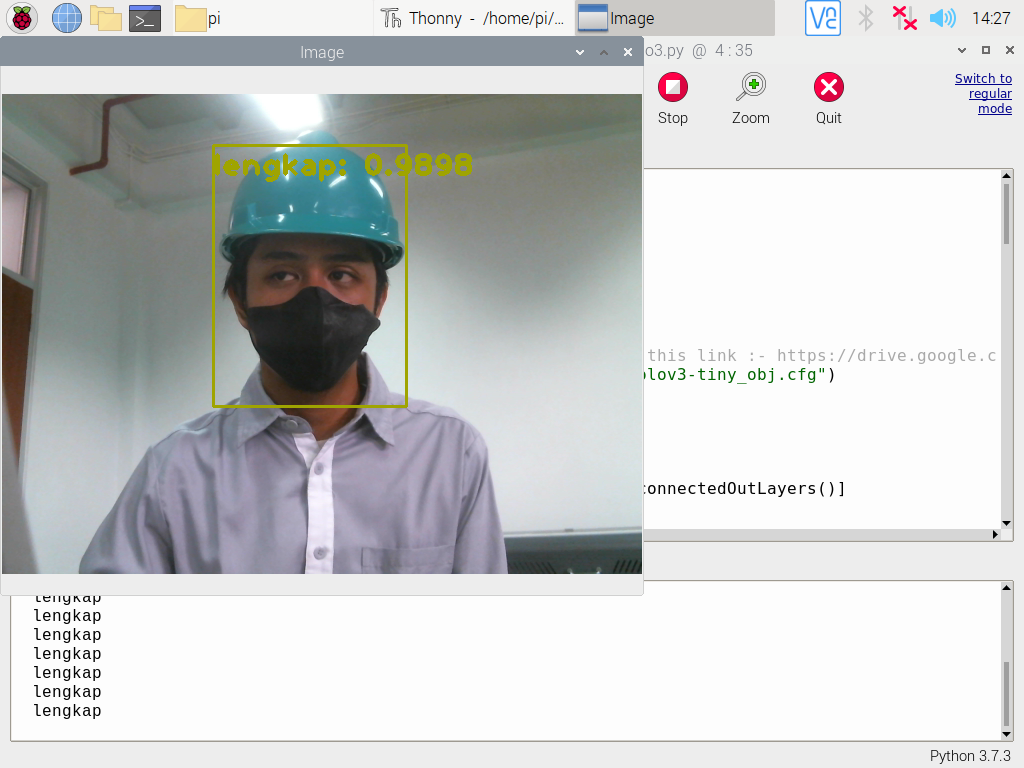 pi
Thonny - /home/pi/...
Image
14:27
Image
o3.py @ 4:35
Stop
Zoom
Quit
Switch to
regular
mode
lengkap: 0.9898
this link :- https://drive.google.c
olov3-tiny_obj.cfg")
connectedOutLayers()]
lengkap
lengkap
lengkap
lengkap
lengkap
lengkap
lengkap
Python 3.7.3